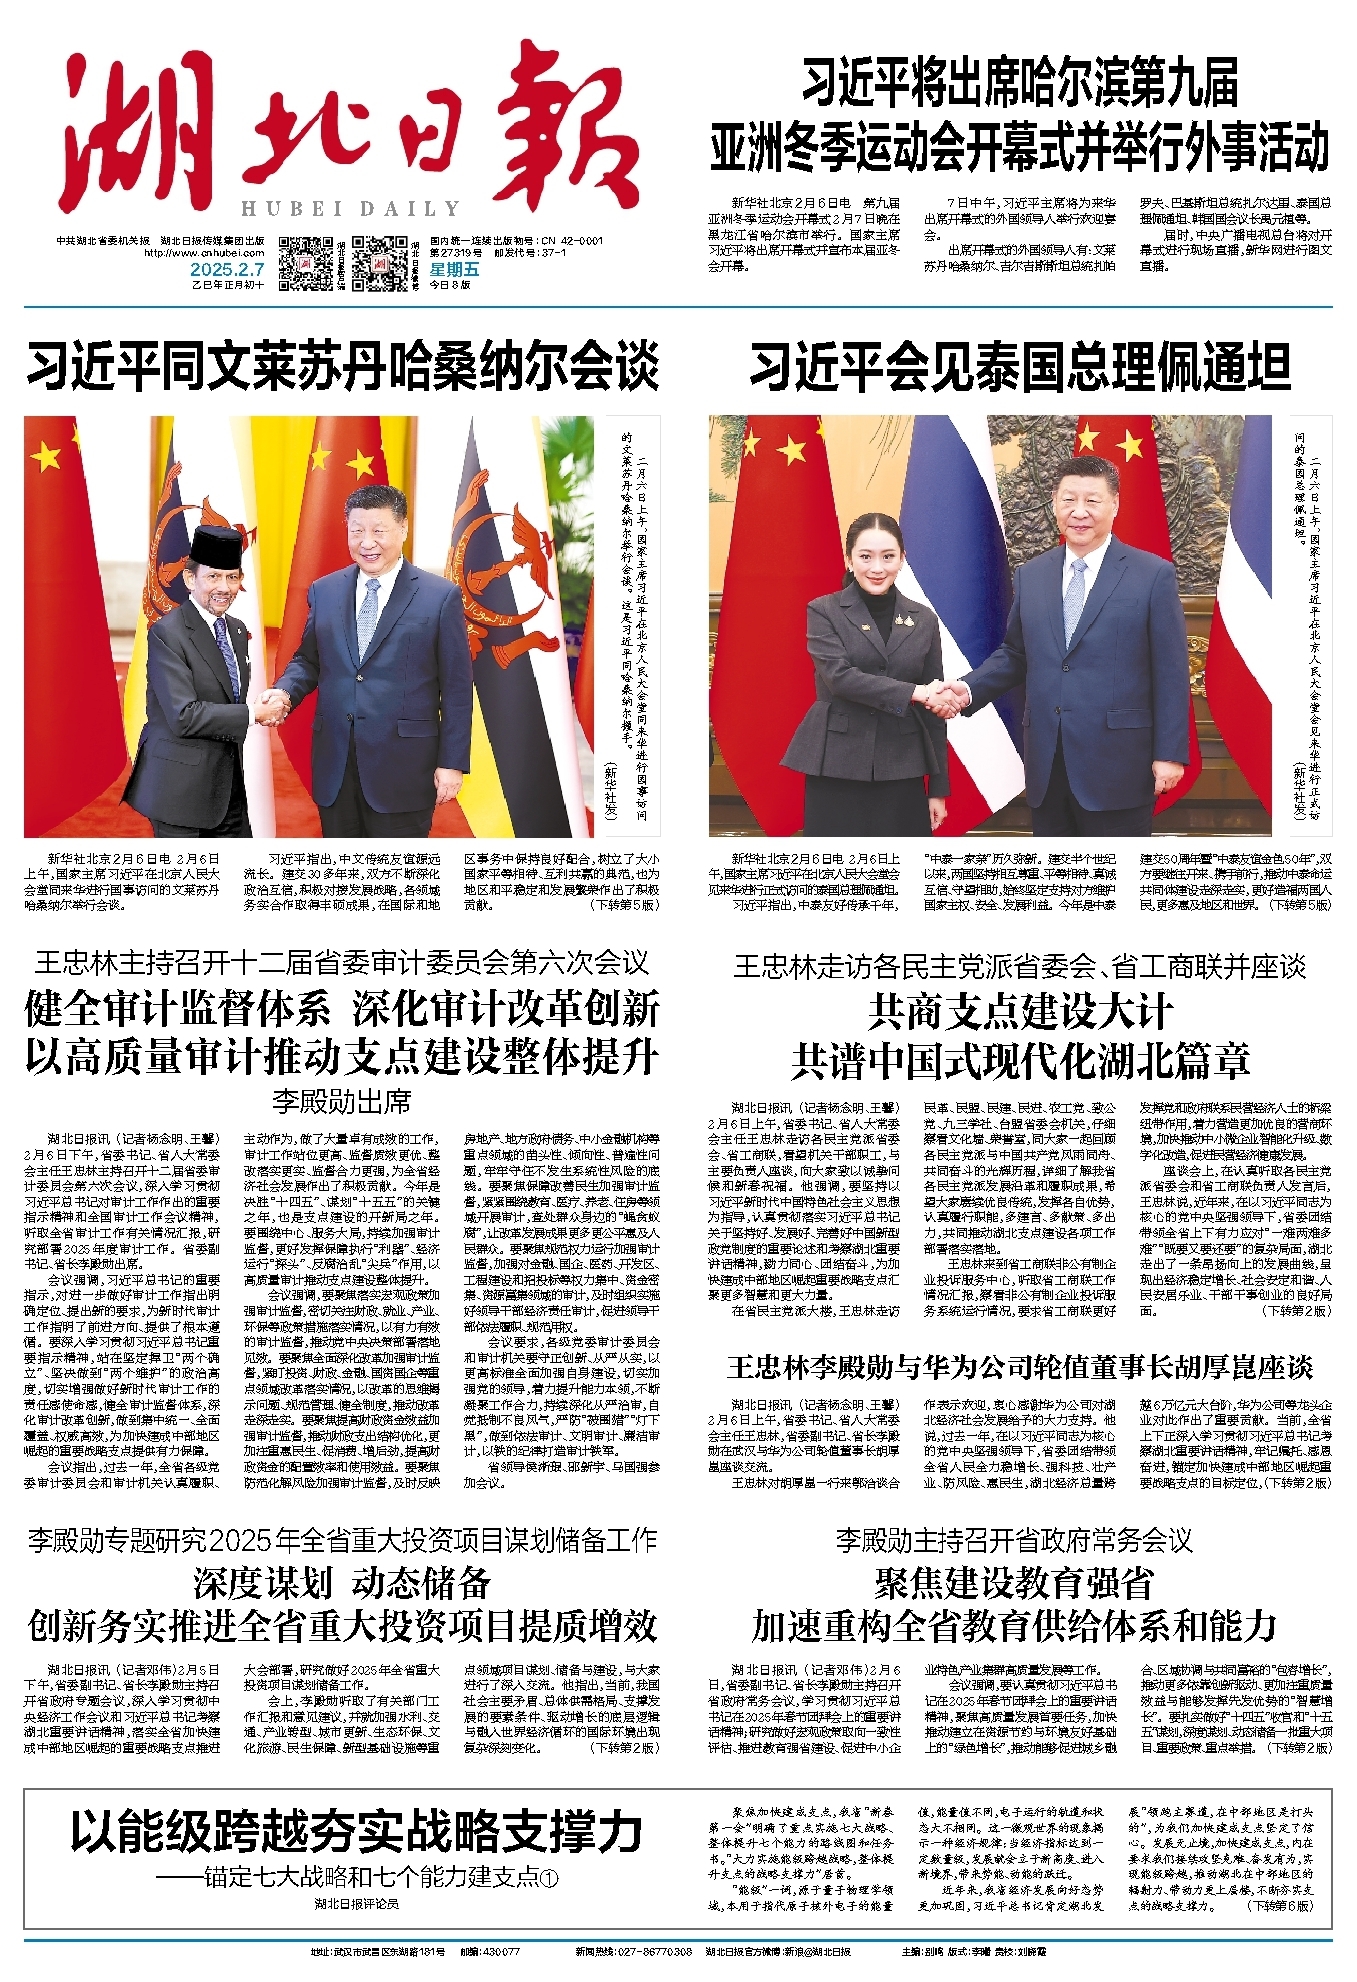 湖北日報
HUBEI DAILY
中共湖北省委机关报 湖北日报传媒集团出版
http://www.cnhubei.com
2025.2.7
乙巳年正月初十
国内统一连续出版物号:CN 42-0001
第27319号 邮发代号:37-1
星期五
今日8版
习近平将出席哈尔滨第九届
亚洲冬季运动会开幕式并举行外事活动
新华社北京2月6日电 第九届
亚洲冬季运动会开幕式2月7日晚在
黑龙江省哈尔滨市举行。国家主席
习近平将出席开幕式并宣布本届亚冬
会开幕。
7日中午,习近平主席将为来华
出席开幕式的外国领导人举行欢迎宴
会。
出席开幕式的外国领导人有:文莱
苏丹哈桑纳尔、吉尔吉斯斯坦总统扎帕
罗夫、巴基斯坦总统扎尔达里、泰国总
理佩通坦、韩国国会议长禹元植等。
届时,中央广播电视总台将对开
幕式进行现场直播,新华网进行图文
直播。
习近平同文莱苏丹哈桑纳尔会谈
二月六日上午,国家主席习近平在北京人民大会堂同来华进行国事访问
的文莱苏丹哈桑纳尔举行会谈。这是习近平同哈桑纳尔握手。
(新华社发)
新华社北京2月6日电 2月6日
上午,国家主席习近平在北京人民大
会堂同来华进行国事访问的文莱苏丹
哈桑纳尔举行会谈。
习近平指出,中文传统友谊源远
流长。建交30多年来,双方不断深化
政治互信,积极对接发展战略,各领域
务实合作取得丰硕成果,在国际和地
区事务中保持良好配合,树立了大小
国家平等相待、互利共赢的典范,也为
地区和平稳定和发展繁荣作出了积极
贡献。 (下转第5版)
习近平会见泰国总理佩通坦
二月六日上午,国家主席习近平在北京人民大会堂会见来华进行正式访
问的泰国总理佩通坦。
(新华社发)
新华社北京2月6日电 2月6日上
午,国家主席习近平在北京人民大会堂会
见来华进行正式访问的泰国总理佩通坦。
习近平指出,中泰友好传承千年,
“中泰一家亲”历久弥新。建交半个世纪
以来,两国坚持相互尊重、平等相待、真诚
互信、守望相助,始终坚定支持对方维护
国家主权、安全、发展利益。今年是中泰
建交50周年暨“中泰友谊金色50年”,双
方要继往开来、携手前行,推动中泰命运
共同体建设走深走实,更好造福两国人
民,更多惠及地区和世界。(下转第5版)
王忠林主持召开十二届省委审计委员会第六次会议
健全审计监督体系 深化审计改革创新
以高质量审计推动支点建设整体提升
李殿勋出席
湖北日报讯(记者杨念明、王馨)
2月6日下午,省委书记、省人大常委
会主任王忠林主持召开十二届省委审
计委员会第六次会议,深入学习贯彻
习近平总书记对审计工作作出的重要
指示精神和全国审计工作会议精神,
听取全省审计工作有关情况汇报,研
究部署2025年度审计工作。省委副
书记、省长李殿勋出席。
会议强调,习近平总书记的重要
指示,对进一步做好审计工作指出明
确定位、提出新的要求,为新时代审计
工作指明了前进方向、提供了根本遵
循。要深入学习贯彻习近平总书记重
要指示精神,站在坚定捍卫“两个确
立”、坚决做到“两个维护”的政治高
度,切实增强做好新时代审计工作的
责任感使命感,健全审计监督体系,深
化审计改革创新,做到集中统一、全面
覆盖、权威高效,为加快建成中部地区
崛起的重要战略支点提供有力保障。
会议指出,过去一年,全省各级党
委审计委员会和审计机关认真履职、
主动作为,做了大量卓有成效的工作,
审计工作站位更高、监督质效更优、整
改落实更实、监督合力更强,为全省经
济社会发展作出了积极贡献。今年是
决胜“十四五”、谋划“十五五”的关键
之年,也是支点建设的开新局之年。
要围绕中心、服务大局,持续加强审计
监督,更好发挥保障执行“利器”、经济
运行“探头”、反腐治乱“尖兵”作用,以
高质量审计推动支点建设整体提升。
会议强调,要聚焦落实宏观政策加
强审计监督,密切关注财政、就业、产业、
环保等政策措施落实情况,以有力有效
的审计监督,推动党中央决策部署落地
见效。要聚焦全面深化改革加强审计监
督,紧盯投资、财政、金融、国资国企等重
点领域改革落实情况,以改革的思维揭
示问题、规范管理、健全制度,推动改革
走深走实。要聚焦提高财政资金效益加
强审计监督,推动财政支出结构优化,更
加注重惠民生、促消费、增后劲,提高财
政资金的配置效率和使用效益。要聚焦
防范化解风险加强审计监督,及时反映
房地产、地方政府债务、中小金融机构等
重点领域的苗头性、倾向性、普遍性问
题,牢牢守住不发生系统性风险的底
线。要聚焦保障改善民生加强审计监
督,紧紧围绕教育、医疗、养老、住房等领
域开展审计,查处群众身边的“蝇贪蚁
腐”,让改革发展成果更多更公平惠及人
民群众。要聚焦规范权力运行加强审计
监督,加强对金融、国企、医药、开发区、
工程建设和招投标等权力集中、资金密
集、资源富集领域的审计,及时组织实施
好领导干部经济责任审计,促进领导干
部依法履职、规范用权。
会议要求,各级党委审计委员会
和审计机关要守正创新、从严从实,以
更高标准全面加强自身建设,切实加
强党的领导,着力提升能力本领,不断
凝聚工作合力,持续深化从严治审,自
觉抵制不良风气,严防“被围猎”“灯下
黑”,做到依法审计、文明审计、廉洁审
计,以铁的纪律打造审计铁军。
省领导侯淅珉、邵新宇、马国强参
加会议。
王忠林走访各民主党派省委会、省工商联并座谈
共商支点建设大计
共谱中国式现代化湖北篇章
湖北日报讯(记者杨念明、王馨)
2月6日上午,省委书记、省人大常委
会主任王忠林走访各民主党派省委
会、省工商联,看望机关干部职工,与
主要负责人座谈,向大家致以诚挚问
候和新春祝福。他强调,要坚持以
习近平新时代中国特色社会主义思想
为指导,认真贯彻落实习近平总书记
关于坚持好、发展好、完善好中国新型
政党制度的重要论述和考察湖北重要
讲话精神,勠力同心、团结奋斗,为加
快建成中部地区崛起重要战略支点汇
聚更多智慧和更大力量。
在省民主党派大楼,王忠林走访
民革、民盟、民建、民进、农工党、致公
党、九三学社、台盟省委会机关,仔细
察看文化墙、荣誉室,同大家一起回顾
各民主党派与中国共产党风雨同舟、
共同奋斗的光辉历程,详细了解我省
各民主党派发展沿革和履职成果,希
望大家赓续优良传统,发挥各自优势,
认真履行职能,多建言、多献策、多出
力,共同推动湖北支点建设各项工作
部署落实落地。
王忠林来到省工商联非公有制企
业投诉服务中心,听取省工商联工作
情况汇报,察看非公有制企业投诉服
务系统运行情况,要求省工商联更好
发挥党和政府联系民营经济人士的桥梁
纽带作用,着力营造更加优良的营商环
境,加快推动中小微企业智能化升级、数
字化改造,促进民营经济健康发展。
座谈会上,在认真听取各民主党
派省委会和省工商联负责人发言后,
王忠林说,近年来,在以习近平同志为
核心的党中央坚强领导下,省委团结
带领全省上下有力应对“一难两难多
难”“既要又要还要”的复杂局面,湖北
走出了一条昂扬向上的发展曲线,呈
现出经济稳定增长、社会安定和谐、人
民安居乐业、干部干事创业的良好局
面。 (下转第2版)
王忠林李殿勋与华为公司轮值董事长胡厚崑座谈
湖北日报讯(记者杨念明、王馨)
2月6日上午,省委书记、省人大常委
会主任王忠林,省委副书记、省长李殿
勋在武汉与华为公司轮值董事长胡厚
崑座谈交流。
王忠林对胡厚崑一行来鄂洽谈合
作表示欢迎,衷心感谢华为公司对湖
北经济社会发展给予的大力支持。他
说,过去一年,在以习近平同志为核心
的党中央坚强领导下,省委团结带领
全省人民全力稳增长、强科技、壮产
业、防风险、惠民生,湖北经济总量跨
越6万亿元大台阶,华为公司等龙头企
业对此作出了重要贡献。当前,全省
上下正深入学习贯彻习近平总书记考
察湖北重要讲话精神,牢记嘱托、感恩
奋进,锚定加快建成中部地区崛起重
要战略支点的目标定位,(下转第2版)
李殿勋专题研究2025年全省重大投资项目谋划储备工作
深度谋划 动态储备
创新务实推进全省重大投资项目提质增效
湖北日报讯(记者邓伟)2月5日
下午,省委副书记、省长李殿勋主持召
开省政府专题会议,深入学习贯彻中
央经济工作会议和习近平总书记考察
湖北重要讲话精神,落实全省加快建
成中部地区崛起的重要战略支点推进
大会部署,研究做好2025年全省重大
投资项目谋划储备工作。
会上,李殿勋听取了有关部门工
作汇报和意见建议,并就加强水利、交
通、产业转型、城市更新、生态环保、文
化旅游、民生保障、新型基础设施等重
点领域项目谋划、储备与建设,与大家
进行了深入交流。他指出,当前,我国
社会主要矛盾、总体供需格局、支撑发
展的要素条件、驱动增长的底层逻辑
与融入世界经济循环的国际环境出现
复杂深刻变化。 (下转第2版)
李殿勋主持召开省政府常务会议
聚焦建设教育强省
加速重构全省教育供给体系和能力
湖北日报讯(记者邓伟)2月6
日,省委副书记、省长李殿勋主持召开
省政府常务会议,学习贯彻习近平总
书记在2025年春节团拜会上的重要讲
话精神;研究做好宏观政策取向一致性
评估、推进教育强省建设、促进中小企
业特色产业集群高质量发展等工作。
会议强调,要认真贯彻习近平总书
记在2025年春节团拜会上的重要讲话
精神,聚焦高质量发展首要任务,加快
推动建立在资源节约与环境友好基础
上的“绿色增长”,推动能够促进城乡融
合、区域协调与共同富裕的“包容增长”,
推动更多依靠创新驱动、更加注重质量
效益与能够发挥先发优势的“智慧增
长”。要扎实做好“十四五”收官和“十五
五”谋划,深度谋划、动态储备一批重大项
目、重要政策、重点举措。(下转第2版)
以能级跨越夯实战略支撑力
——锚定七大战略和七个能力建支点①
湖北日报评论员
聚焦加快建成支点,我省“新春
第一会”明确了重点实施七大战略、
整体提升七个能力的路线图和任务
书。“大力实施能级跨越战略,整体提
升支点的战略支撑力”居首。
“能级”一词,源于量子物理学领
域,本用于指代原子核外电子的能量
值,能量值不同,电子运行的轨道和状
态大不相同。这一微观世界的现象揭
示一种经济规律:当经济指标达到一
定数量级,发展就会立于新高度、进入
新境界,带来势能、动能的跃迁。
近年来,我省经济发展向好态势
更加巩固,习近平总书记肯定湖北发
展“领跑主赛道,在中部地区是打头
的”,为我们加快建成支点坚定了信
心。发展无止境,加快建成支点,内在
要求我们接续攻坚克难、奋发有为,实
现能级跨越,推动湖北在中部地区的
辐射力、带动力更上层楼,不断夯实支
点的战略支撑力。 (下转第6版)
地址:武汉市武昌区东湖路181号 邮编:430077 新闻热线:027-86770308 湖北日报官方微博:新浪@湖北日报 主编:别鸣 版式:李曦 责校:刘晓霞